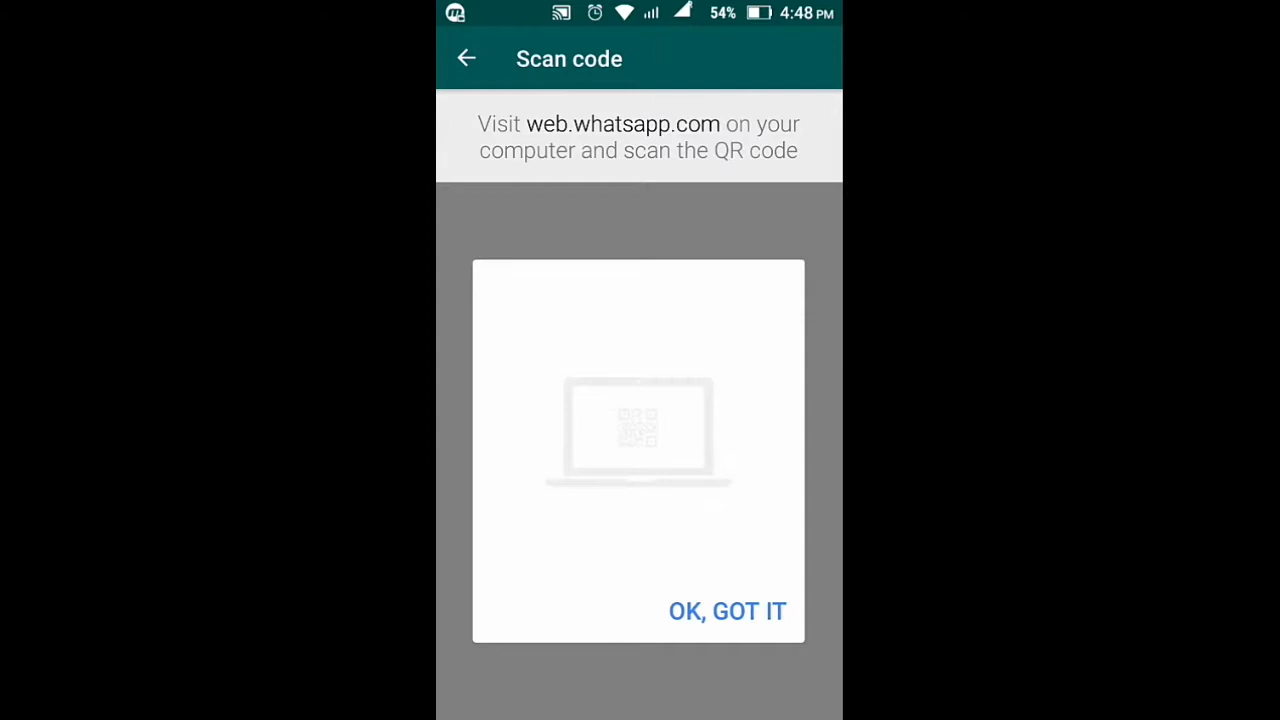 54% 4:48 PM
Scan code
Visit web.whatsapp.com on your
computer and scan the QR code
OK, GOT IT